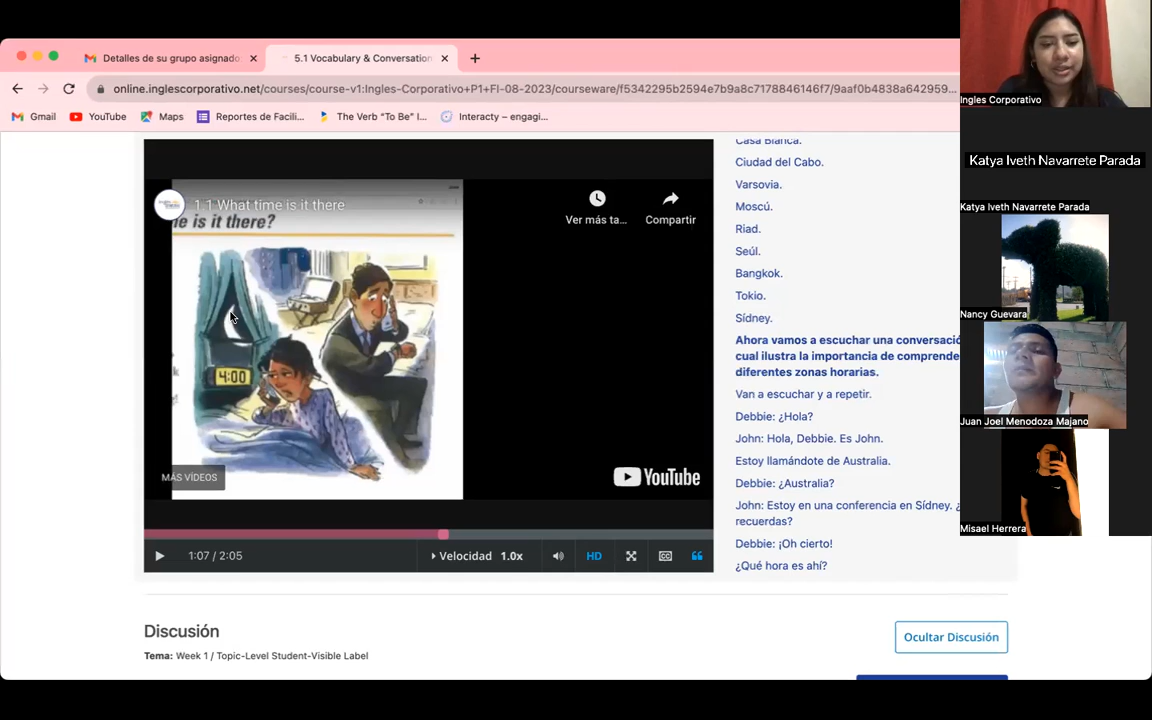 Detalles de su grupo asignado
5.1 Vocabulary & Conversation
online.inglescorporativo.net/courses/course-v1:Ingles-Corporativo+P1+FI-08-2023/courseware/f5342295b2594e7b9a8c7178846146f7/9aaf0b4838a642959...
Gmail
YouTube
Maps
Reportes de Facili...
The Verb "To Be" I...
Interacty – engagi...
1 1 What time is it there
Ver más ta...
Compartir
ne is it there?
4:00
MÁS VÍDEOS
YouTube
1:07 / 2:05
Velocidad 1.0x
HD
CC
Casa Blanca.
Ciudad del Cabo.
Varsovia.
Moscú.
Riad.
Seúl.
Bangkok.
Tokio.
Sídney.
Ahora vamos a escuchar una conversació
cual ilustra la importancia de comprende
diferentes zonas horarias.
Van a escuchar y a repetir.
Debbie: ¿Hola?
John: Hola, Debbie. Es John.
Estoy llamándote de Australia.
Debbie: ¿Australia?
John: Estoy en una conferencia en Sídney. ¿
recuerdas?
Debbie: ¡Oh cierto!
¿Qué hora es ahí?
Discusión
Tema: Week 1 / Topic-Level Student-Visible Label
Ocultar Discusión
Ingles Corporativo
Katya Iveth Navarrete Parada
Katya Iveth Navarrete Parada
Nancy Guevara
Juan Joel Menodoza Majano
Misael Herrera